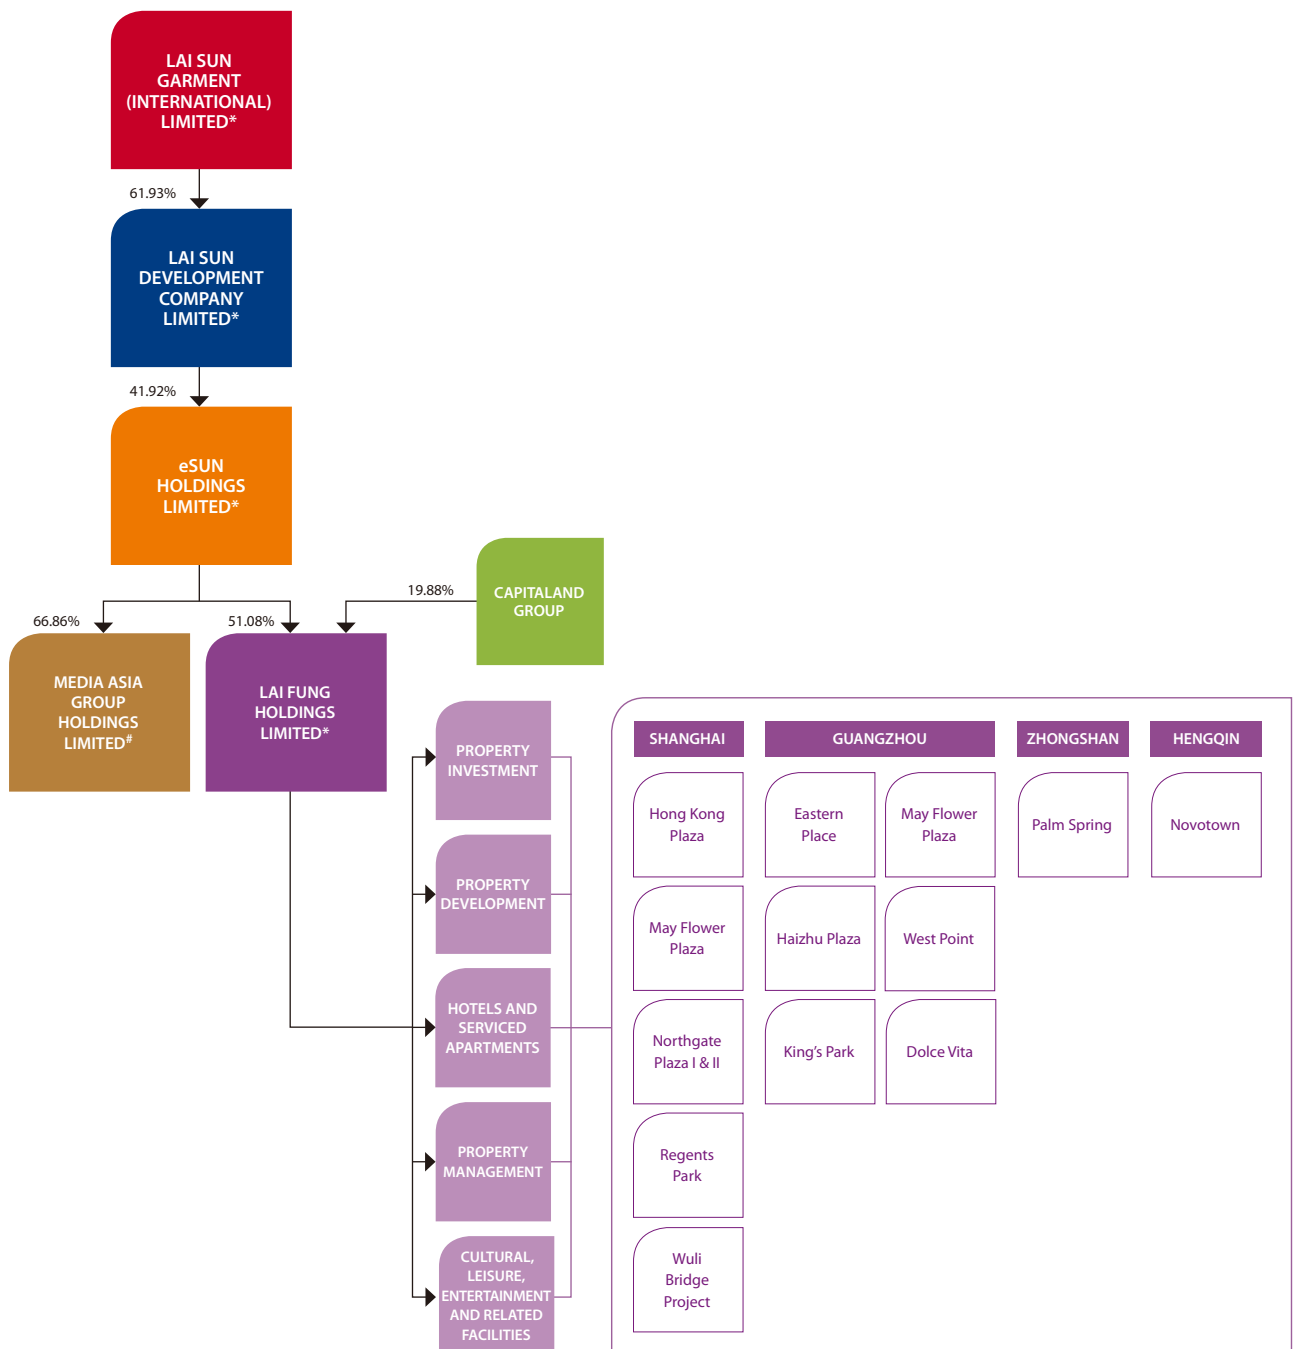 LAI SUN
GARMENT
(INTERNATIONAL)
LIMITED*
61.93%
LAI SUN
DEVELOPMENT
COMPANY
LIMITED*
41.92%
eSUN
HOLDINGS
LIMITED*
19.88%
CAPITALAND
GROUP
66.86%
51.08%
MEDIA ASIA
GROUP
HOLDINGS
LIMITED#
LAI FUNG
HOLDINGS
LIMITED*
PROPERTY
INVESTMENT
PROPERTY
DEVELOPMENT
HOTELS AND
SERVICED
APARTMENTS
PROPERTY
MANAGEMENT
CULTURAL,
LEISURE,
ENTERTAINMENT
AND RELATED
FACILITIES
SHANGHAI
Hong Kong
Plaza
May Flower
Plaza
Northgate
Plaza I & II
Regents
Park
Wuli
Bridge
Project
GUANGZHOU
Eastern
Place
May Flower
Plaza
Haizhu Plaza
West Point
King’s Park
Dolce Vita
ZHONGSHAN
Palm Spring
HENGQIN
Novotown